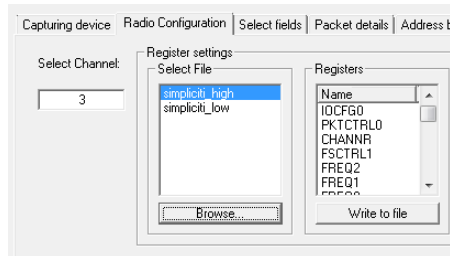 Capturing device
Radio Configuration
Select fields
Packet details
Address b
Select Channel:
3
Register settings
Select File
simpliciti_high
simpliciti_low
Browse...
Registers
Name
IOCFG0
PKTCTRL0
CHANNR
FSCTRL1
FREQ2
FREQ1
Write to file